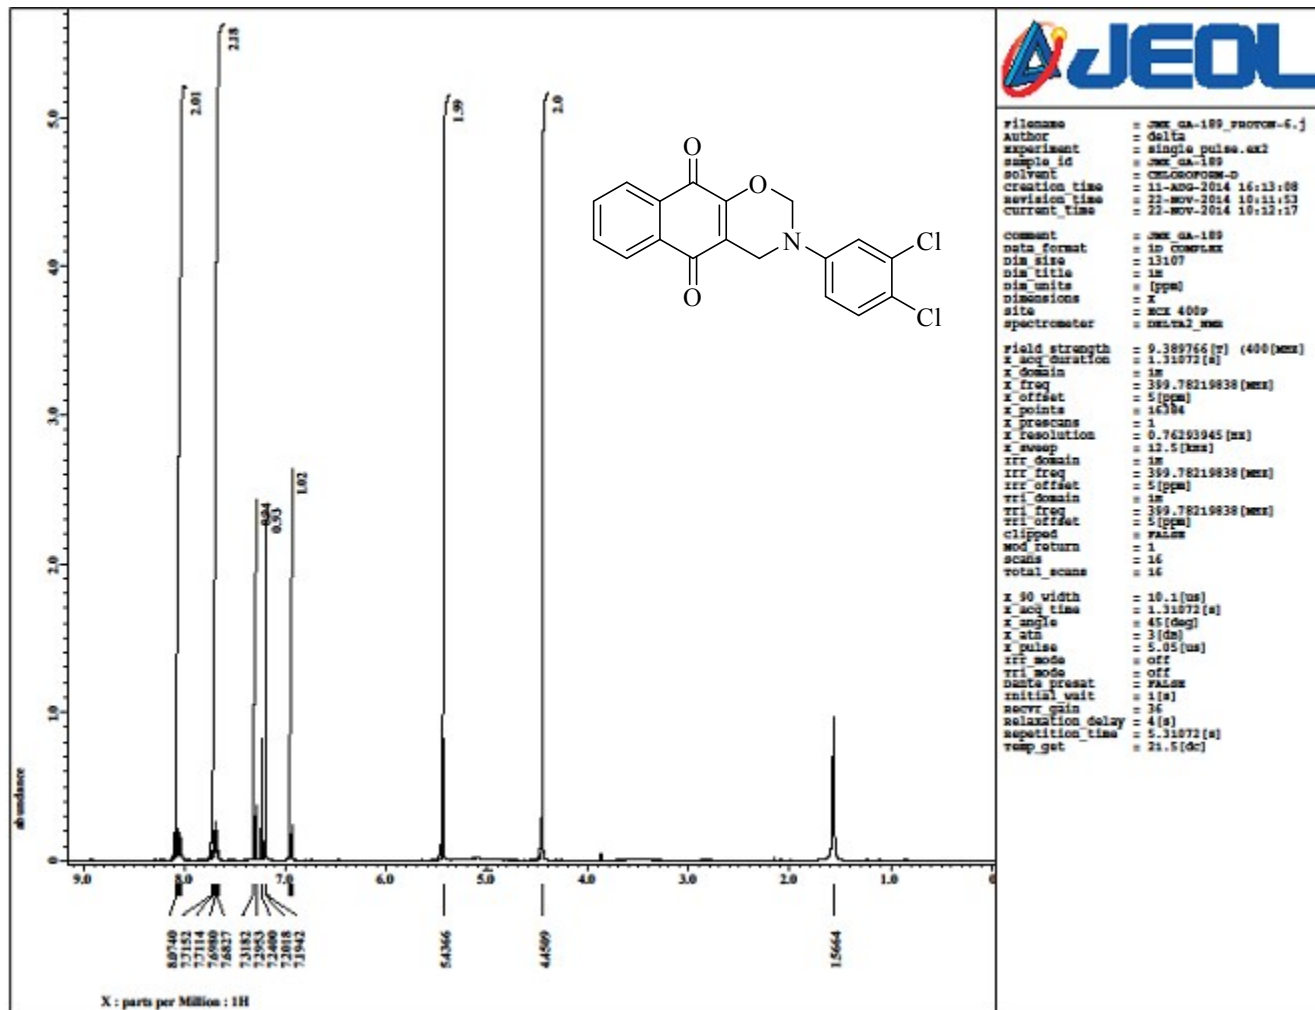 JEOL
2.01
2.18
0.94
0.93
1.02
1.99
2.0
O
O
N
O
Cl
Cl
abundance
0
1.0
2.0
3.0
4.0
5.0
9.0
8.0
7.0
6.0
5.0
4.0
3.0
2.0
1.0
0
8.0740
7.7152
7.7114
7.6980
7.6827
7.3182
7.2953
7.2400
7.2018
7.1942
5.4366
4.4509
1.5664
X : parts per Million : 1H
Filename = JMK_GA-189_PROTON-6.j
Author = delta
Experiment = single_pulse.ex2
Sample_id = JMK_GA-189
Solvent = CHLOROFORM-D
Creation_time = 11-AUG-2014 16:13:08
Revision_time = 22-NOV-2014 10:11:53
Current_time = 22-NOV-2014 10:12:17
Comment = JMK_GA-189
Data_format = 1D COMPLEX
Dim_size = 13107
Dim_title = 1H
Dim_units = [ppm]
Dimensions = X
Site = ECX 400P
Spectrometer = DELTA2_NMR
Field_strength = 9.389766[T] (400[MHz]
X_acq_duration = 1.31072[s]
X_domain = 1H
X_freq = 399.78219838[MHz]
X_offset = 5[ppm]
X_points = 16384
X_prescans = 1
X_resolution = 0.76293945[Hz]
X_sweep = 12.5[kHz]
Irr_domain = 1H
Irr_freq = 399.78219838[MHz]
Irr_offset = 5[ppm]
Tri_domain = 1H
Tri_freq = 399.78219838[MHz]
Tri_offset = 5[ppm]
Clipped = FALSE
Mod_return = 1
Scans = 16
Total_scans = 16
X_90_width = 10.1[us]
X_acq_time = 1.31072[s]
X_angle = 45[deg]
X_atn = 3[dB]
X_pulse = 5.05[us]
Irr_mode = Off
Tri_mode = Off
Dante_presat = FALSE
Initial_wait = 1[s]
Recvr_gain = 36
Relaxation_delay = 4[s]
Repetition_time = 5.31072[s]
Temp_get = 21.5[dC]